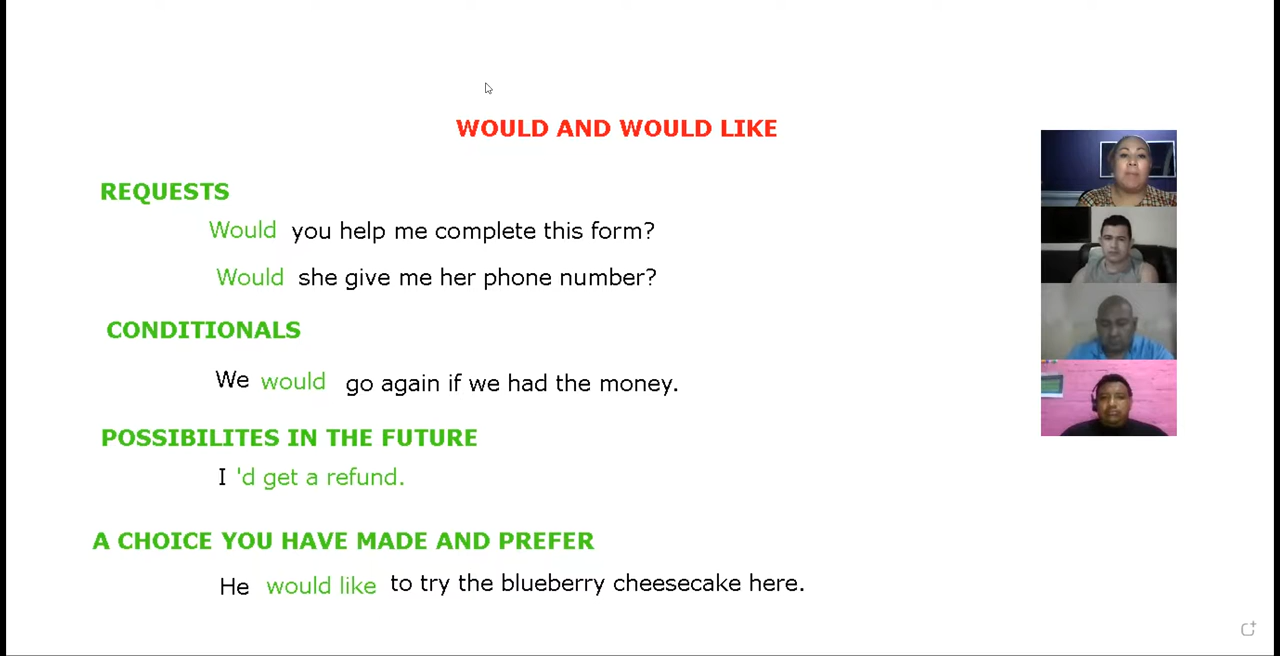 WOULD AND WOULD LIKE
REQUESTS
Would you help me complete this form?
Would she give me her phone number?
CONDITIONALS
We would go again if we had the money.
POSSIBILITES IN THE FUTURE
I 'd get a refund.
A CHOICE YOU HAVE MADE AND PREFER
He would like to try the blueberry cheesecake here.